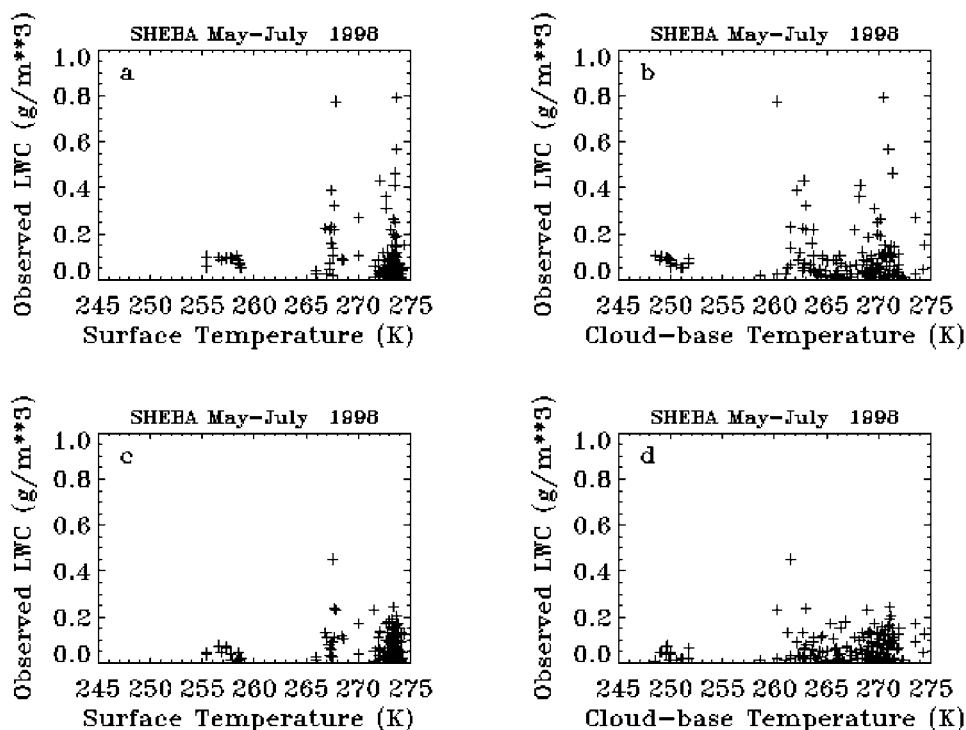 SHEBA May-July 1998
a
Observed LWC (g/m**3)
1.0
0.8
0.6
0.4
0.2
0.0
245 250 255 260 265 270 275
Surface Temperature (K)
SHEBA May-July 1998
b
Observed LWC (g/m**3)
1.0
0.8
0.6
0.4
0.2
0.0
245 250 255 260 265 270 275
Cloud-base Temperature (K)
SHEBA May-July 1998
c
Observed LWC (g/m**3)
1.0
0.8
0.6
0.4
0.2
0.0
245 250 255 260 265 270 275
Surface Temperature (K)
SHEBA May-July 1998
d
Observed LWC (g/m**3)
1.0
0.8
0.6
0.4
0.2
0.0
245 250 255 260 265 270 275
Cloud-base Temperature (K)